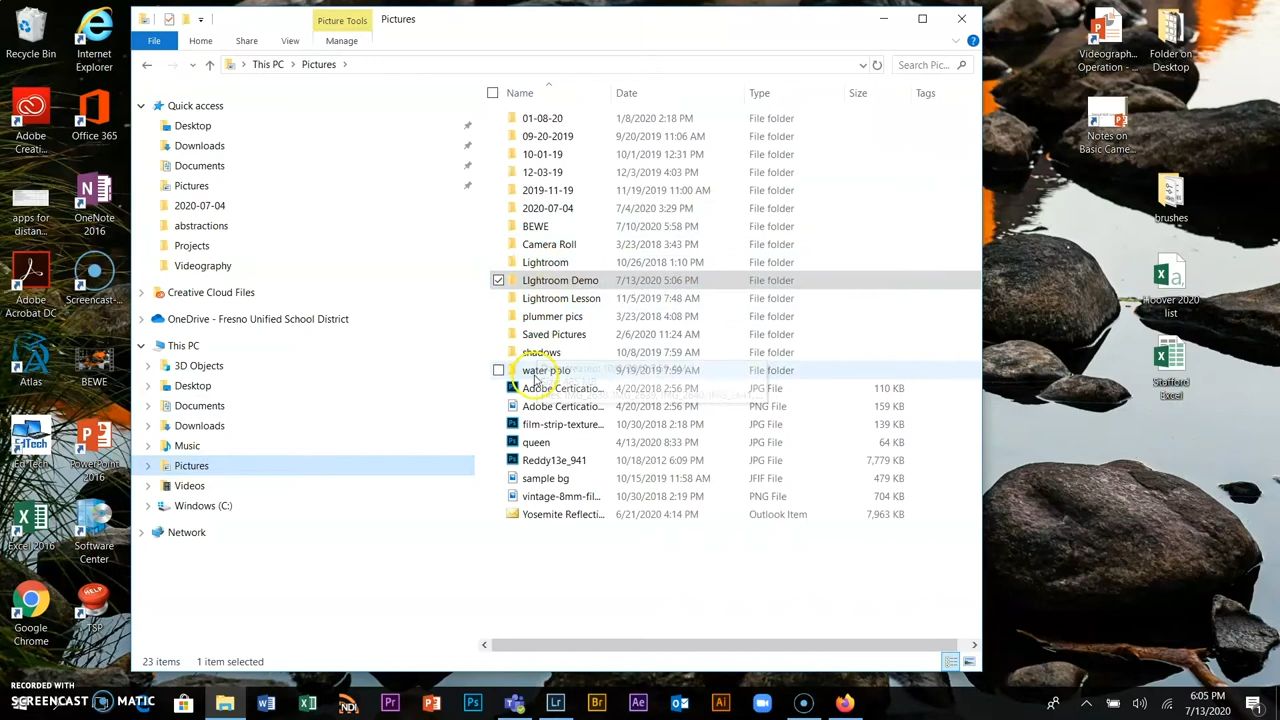 Picture Tools
Pictures
File
Home
Share
View
Manage
This PC
Pictures
Search Pic...
Name
Date
Type
Size
Tags
01-08-20
1/8/2020 2:18 PM
File folder
09-20-2019
9/20/2019 11:06 AM
File folder
10-01-19
10/1/2019 12:31 PM
File folder
12-03-19
12/3/2019 4:03 PM
File folder
2019-11-19
11/19/2019 11:00 AM
File folder
2020-07-04
7/4/2020 3:29 PM
File folder
BEWE
7/10/2020 5:58 PM
File folder
Camera Roll
3/23/2018 3:43 PM
File folder
Lightroom
10/26/2018 1:10 PM
File folder
LIghtroom Demo
7/13/2020 5:06 PM
File folder
Lightroom Lesson
11/5/2019 7:48 AM
File folder
plummer pics
3/23/2018 4:08 PM
File folder
Saved Pictures
2/6/2020 11:24 AM
File folder
shadows
10/8/2019 7:59 AM
File folder
water polo
9/19/2019 7:59 AM
File folder
Adobe Certicatio...
4/20/2018 2:56 PM
JPG File
110 KB
Adobe Certicatio...
4/20/2018 2:56 PM
PNG File
159 KB
film-strip-texture...
10/30/2018 2:18 PM
JPG File
139 KB
queen
4/13/2020 8:33 PM
JPG File
64 KB
Reddy13e_941
10/18/2012 6:09 PM
JPG File
7,779 KB
sample bg
10/15/2019 11:58 AM
JFIF File
479 KB
vintage-8mm-fil...
10/30/2018 2:19 PM
PNG File
704 KB
Yosemite Reflecti...
6/21/2020 4:14 PM
Outlook Item
7,963 KB
Quick access
Desktop
Downloads
Documents
Pictures
2020-07-04
abstractions
Projects
Videography
Creative Cloud Files
OneDrive - Fresno Unified School District
This PC
3D Objects
Desktop
Documents
Downloads
Music
Pictures
Videos
Windows (C:)
Network
23 items
1 item selected
Recycle Bin
Internet
Explorer
Adobe
Creati...
Office 365
apps for
distan...
OneNote
2016
Adobe
Acrobat DC
Screencast-...
Atlas
BEWE
EdTech
PowerPoint
2016
Excel 2016
Software
Center
Google
Chrome
HELP
TSP
Videograph...
Operation - ...
Folder on
Desktop
Notes on
Basic Came...
brushes
Hoover 2020
list
Stafford
Excel
RECORDED WITH
SCREENCAST MATIC
6:05 PM
7/13/2020